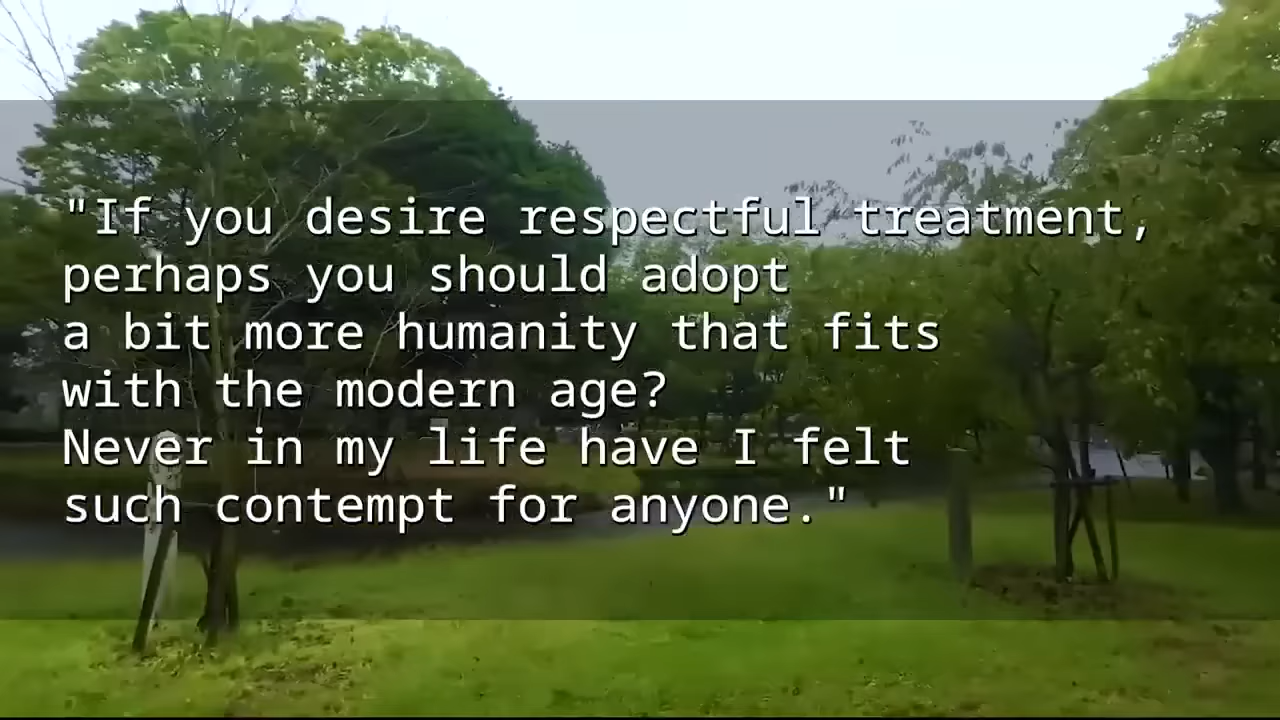 "If you desire respectful treatment,
perhaps you should adopt
a bit more humanity that fits
with the modern age?
Never in my life have I felt
such contempt for anyone."